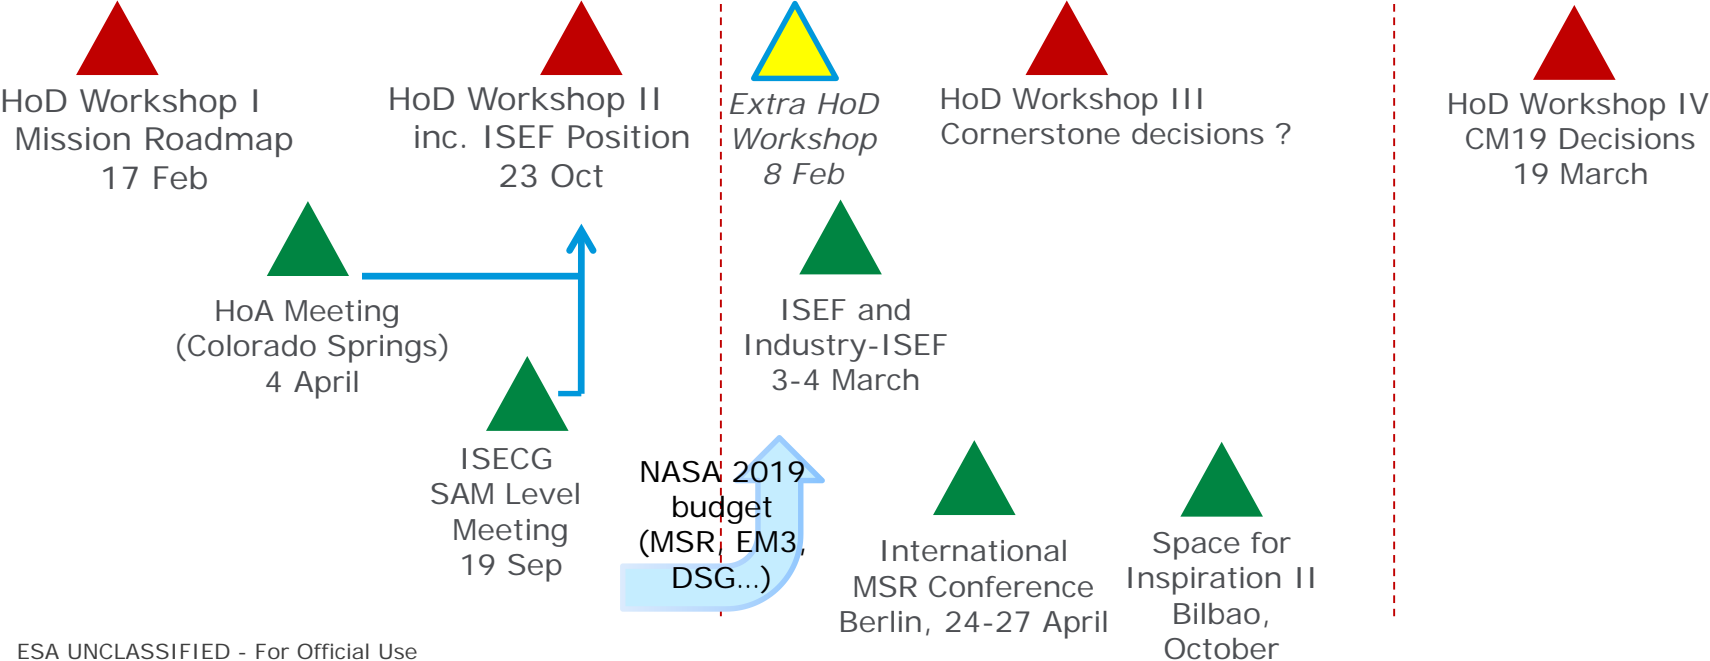 HoD Workshop I
Mission Roadmap
17 Feb
HoD Workshop II
inc. ISEF Position
23 Oct
Extra HoD
Workshop
8 Feb
HoD Workshop III
Cornerstone decisions ?
HoD Workshop IV
CM19 Decisions
19 March
HoA Meeting
(Colorado Springs)
4 April
ISEF and
Industry-ISEF
3-4 March
ISECG
SAM Level
Meeting
19 Sep
NASA 2019
budget
(MSR, EM3,
DSG...)
International
MSR Conference
Berlin, 24-27 April
Space for
Inspiration II
Bilbao,
October
ESA UNCLASSIFIED - For Official Use